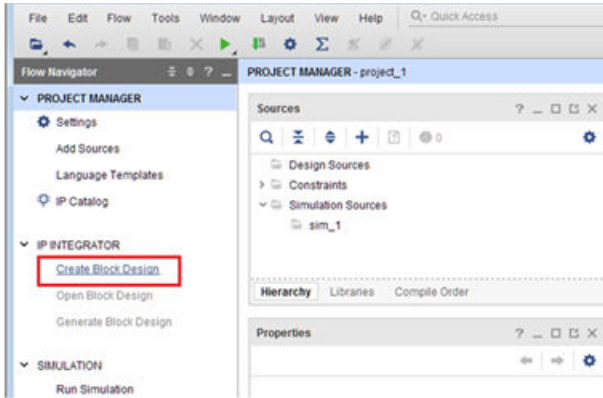 File Edit Flow Tools Window Layout View Help Quick Access
Flow Navigator ? PROJECT MANAGER - project_1
PROJECT MANAGER
Settings
Add Sources
Language Templates
IP Catalog
IP INTEGRATOR
Create Block Design
Open Block Design
Generate Block Design
SIMULATION
Run Simulation
Sources ?
0
Design Sources
Constraints
Simulation Sources
sim_1
Hierarchy Libraries Compile Order
Properties ?